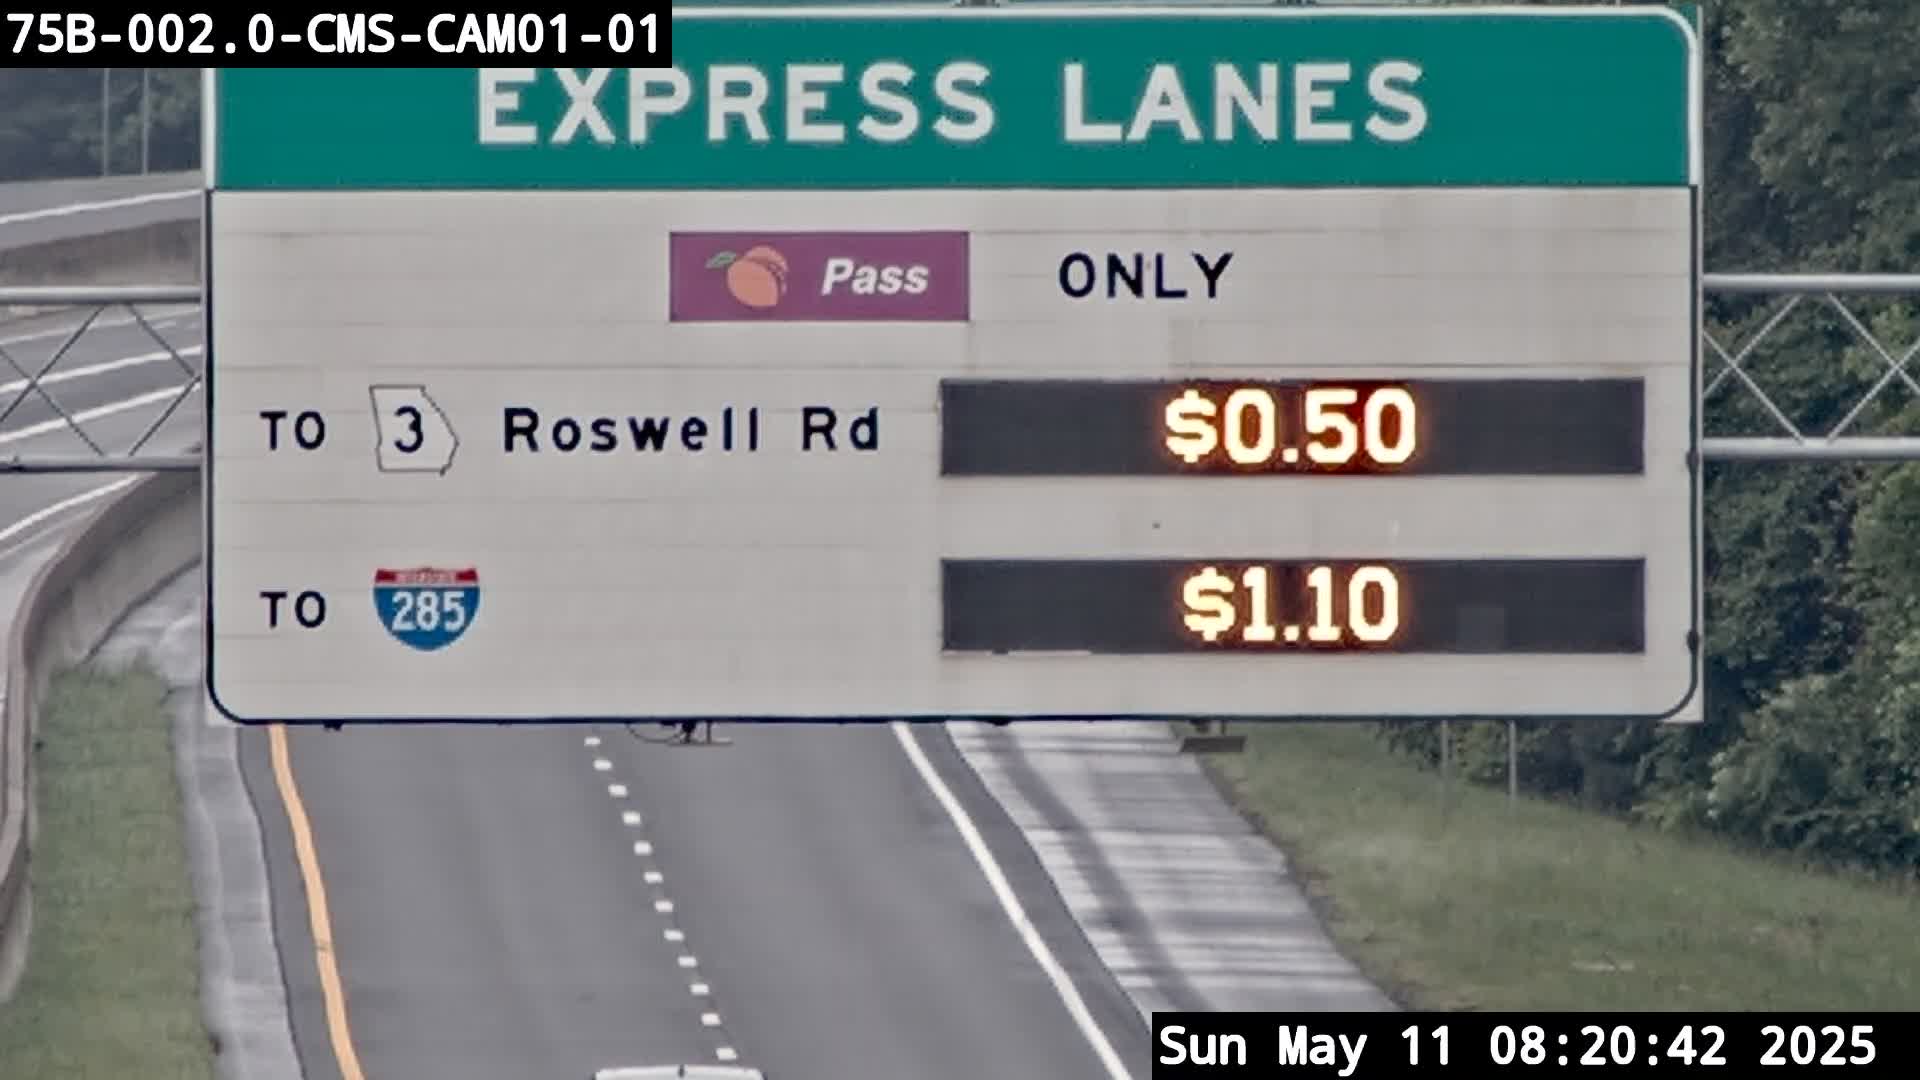 75B-002.0-CMS-CAM01-01
EXPRESS LANES
Pass ONLY
TO 3 Roswell Rd $0.50
TO 285 $1.10
Sun May 11 08:20:42 2025